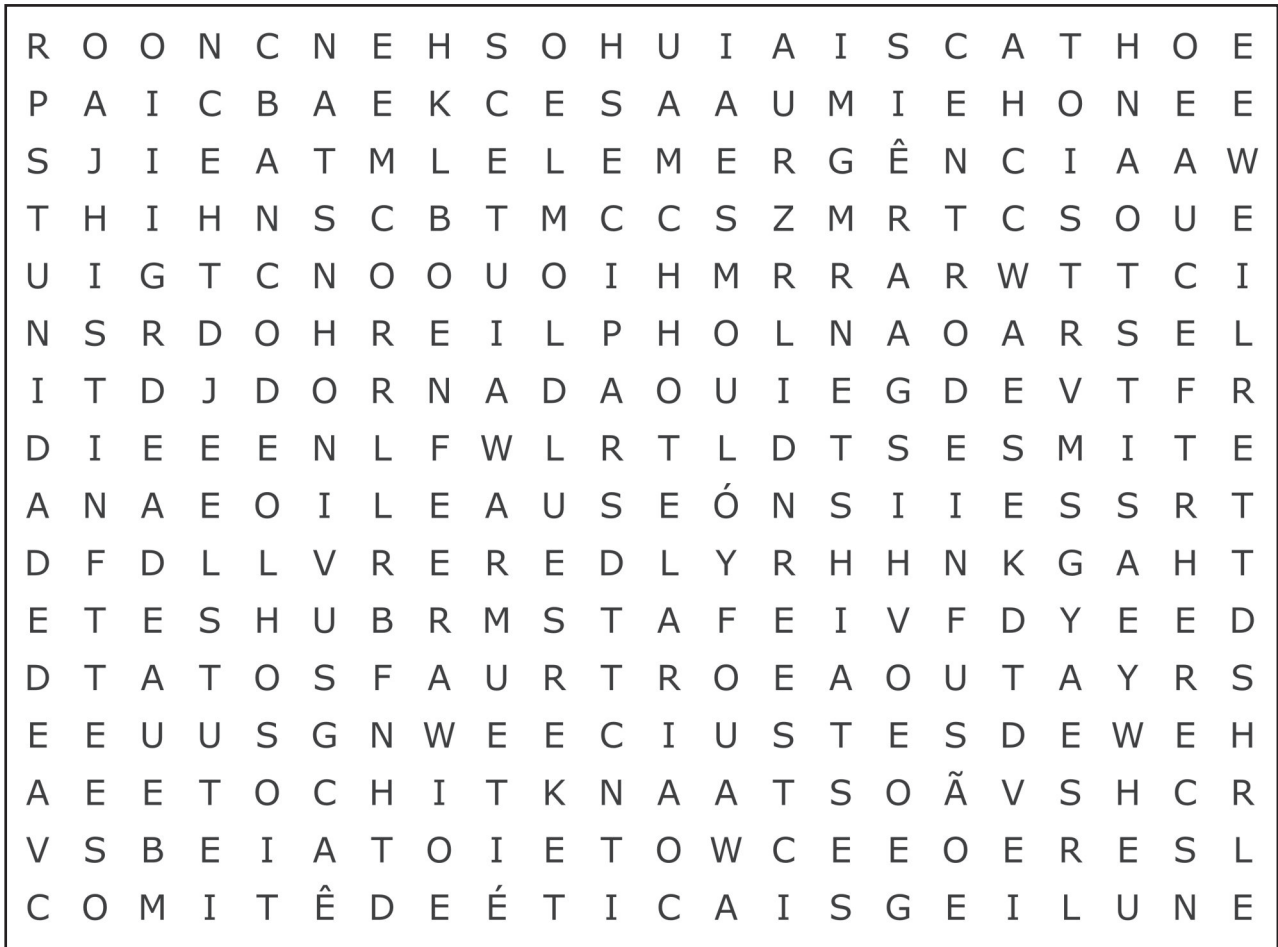 R O O N C N E H S O H U I A I S C A T H O E
P A I C B A E K C E S A A U M I E H O N E E
S J I E A T M L E L E M E R G Ê N C I A A W
T H I H N S C B T M C C S Z M R T C S O U E
U I G T C N O O U O I H M R R A R W T T C I
N S R D O H R E I L P H O L N A O A R S E L
I T D J D O R N A D A O U I E G D E V T F R
D I E E E N L F W L R T L D T S E S M I T E
A N A E O I L E A U S E Ó N S I I E S S R T
D F D L L V R E R E D L Y R H H N K G A H T
E T E S H U B R M S T A F E I V F D Y E E D
D T A T O S F A U R T R O E A O U T A Y R S
E E U U S G N W E E C I U S T E S D E W E H
A E E T O C H I T K N A A T S O Ã V S H C R
V S B E I A T O I E T O W C E E O E R E S L
C O M I T Ê D E É T I C A I S G E I L U N E